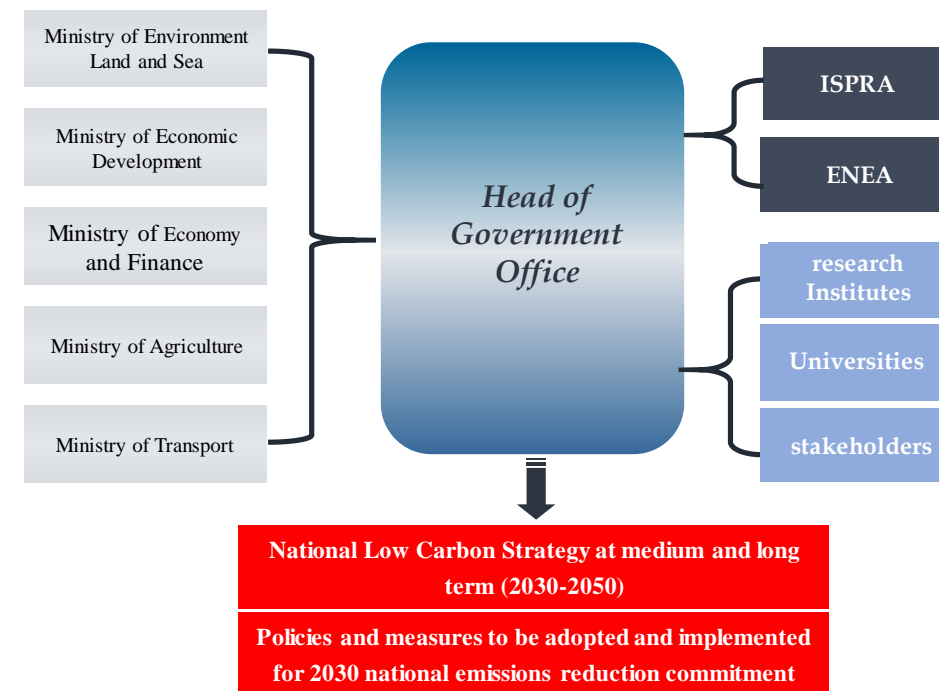 Ministry of Environment
Land and Sea
Ministry of Economic
Development
Ministry of Economy
and Finance
Ministry of Agriculture
Ministry of Transport
Head of
Government
Office
ISPRA
ENEA
research
Institutes
Universities
stakeholders
National Low Carbon Strategy at medium and long
term (2030-2050)
Policies and measures to be adopted and implemented
for 2030 national emissions reduction commitment